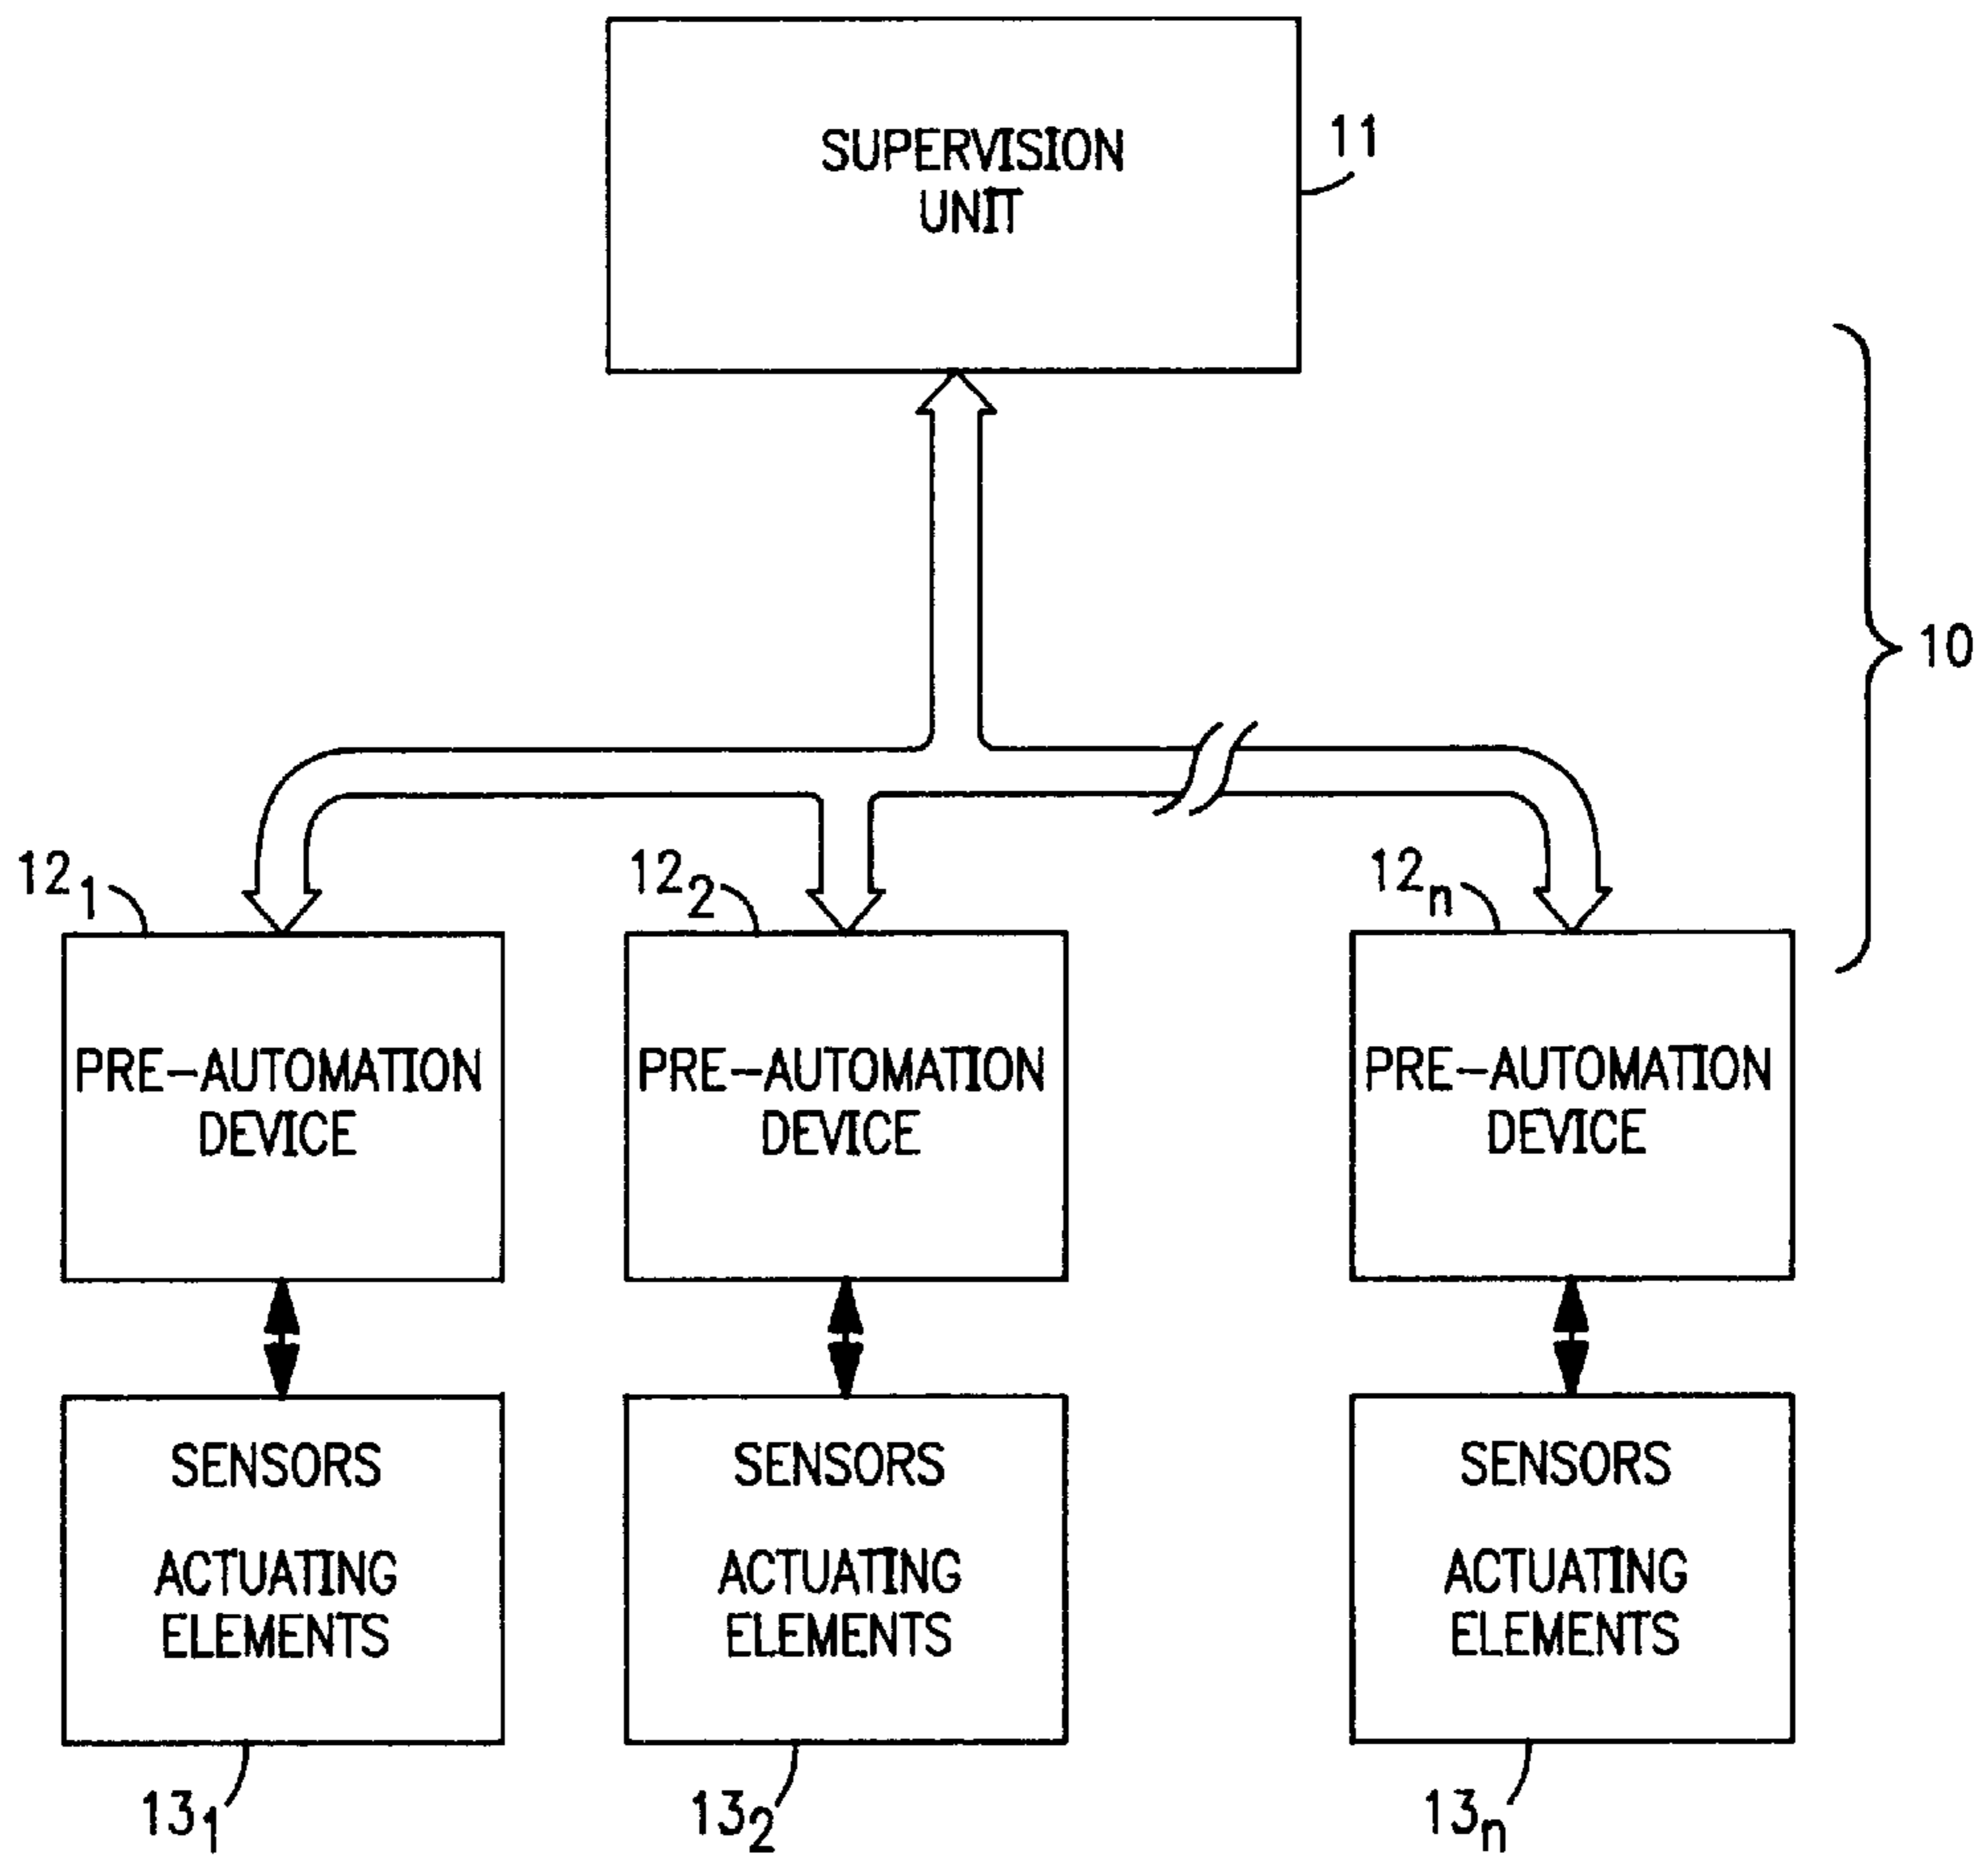 SUPERVISION
UNIT
11
10
12₁
12₂
12ₙ
PRE-AUTOMATION
DEVICE
PRE-AUTOMATION
DEVICE
PRE-AUTOMATION
DEVICE
SENSORS
ACTUATING
ELEMENTS
SENSORS
ACTUATING
ELEMENTS
SENSORS
ACTUATING
ELEMENTS
13₁
13₂
13ₙ